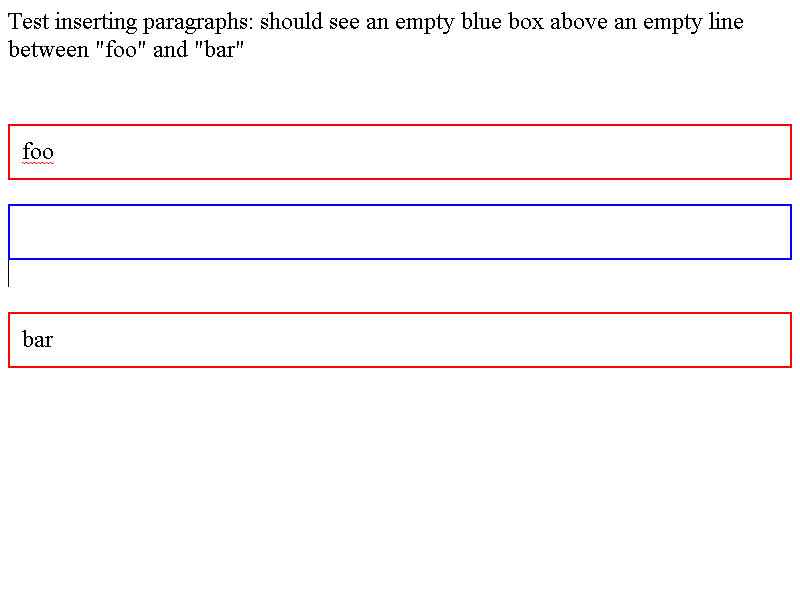 Test inserting paragraphs: should see an empty blue box above an empty line
between "foo" and "bar"
foo
bar